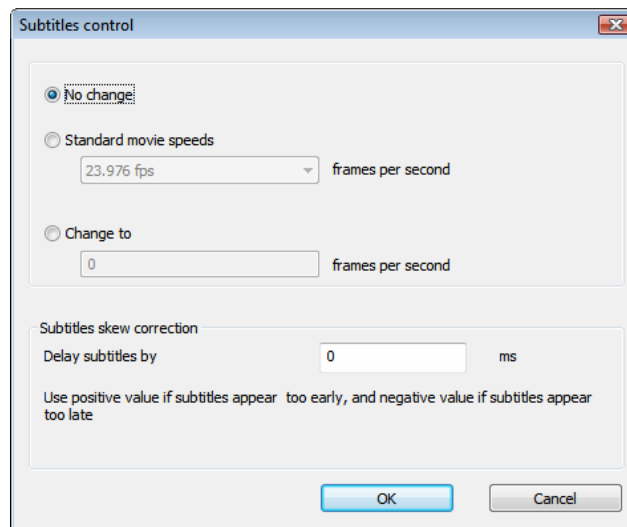 Subtitles control
No change
Standard movie speeds
23.976 fps frames per second
Change to
0 frames per second
Subtitles skew correction
Delay subtitles by 0 ms
Use positive value if subtitles appear  too early, and negative value if subtitles appear
too late
OK Cancel